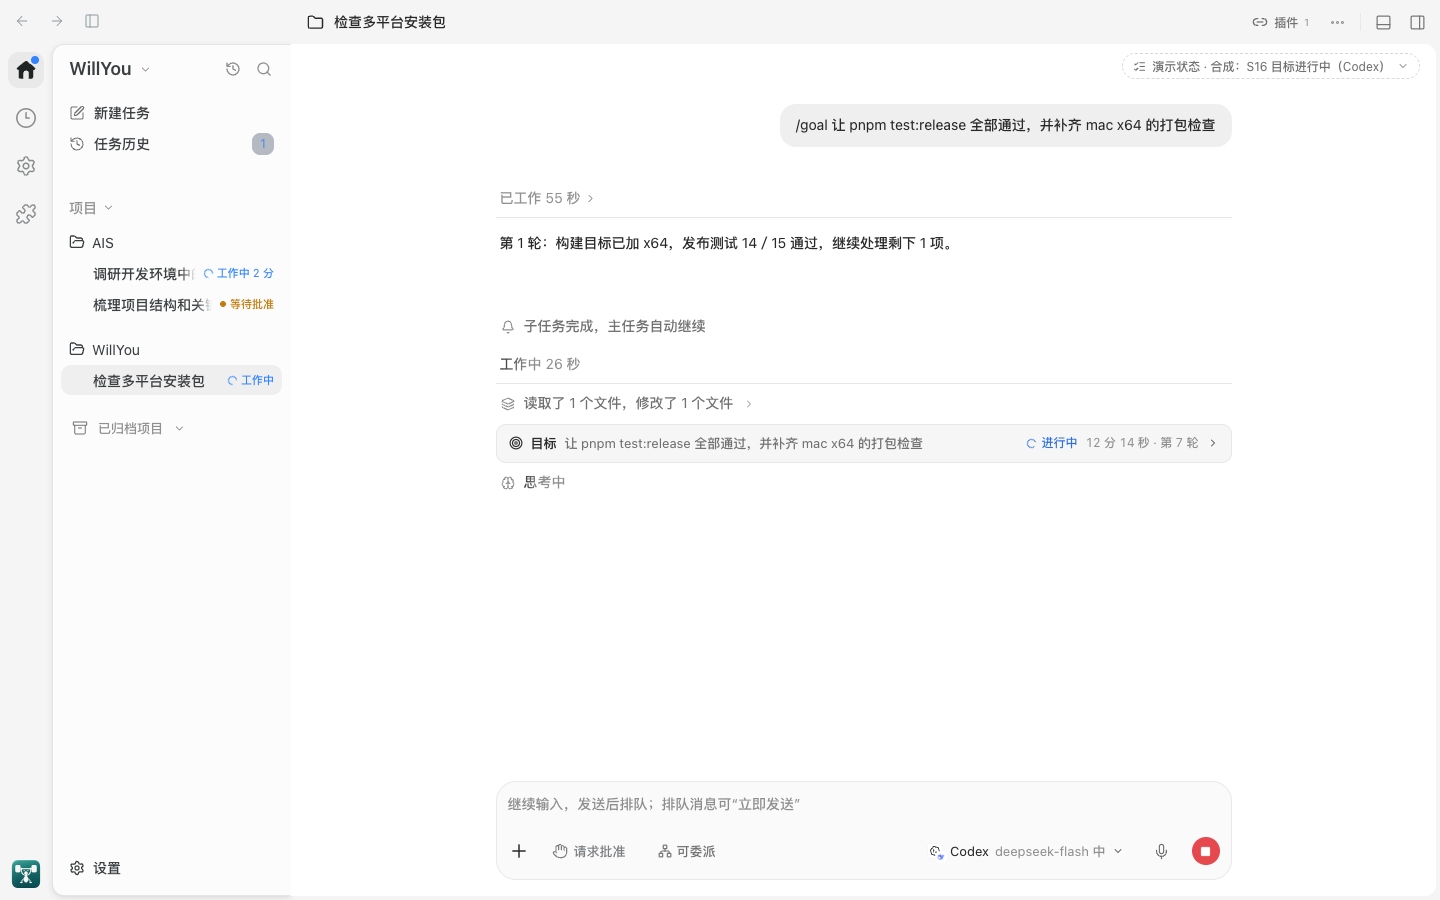 检查多平台安装包
插件 1
WillYou
演示状态 · 合成：S16 目标进行中（Codex）
新建任务
任务历史 1
项目
AIS
调研开发环境中 工作中 2 分
梳理项目结构和关 等待批准
WillYou
检查多平台安装包 工作中
已归档项目
设置
/goal 让 pnpm test:release 全部通过，并补齐 mac x64 的打包检查
已工作 55 秒
第 1 轮：构建目标已加 x64，发布测试 14 / 15 通过，继续处理剩下 1 项。
子任务完成，主任务自动继续
工作中 26 秒
读取了 1 个文件，修改了 1 个文件
目标 让 pnpm test:release 全部通过，并补齐 mac x64 的打包检查 进行中 12 分 14 秒 · 第 7 轮
思考中
继续输入，发送后排队；排队消息可“立即发送”
请求批准 可委派 Codex deepseek-flash 中